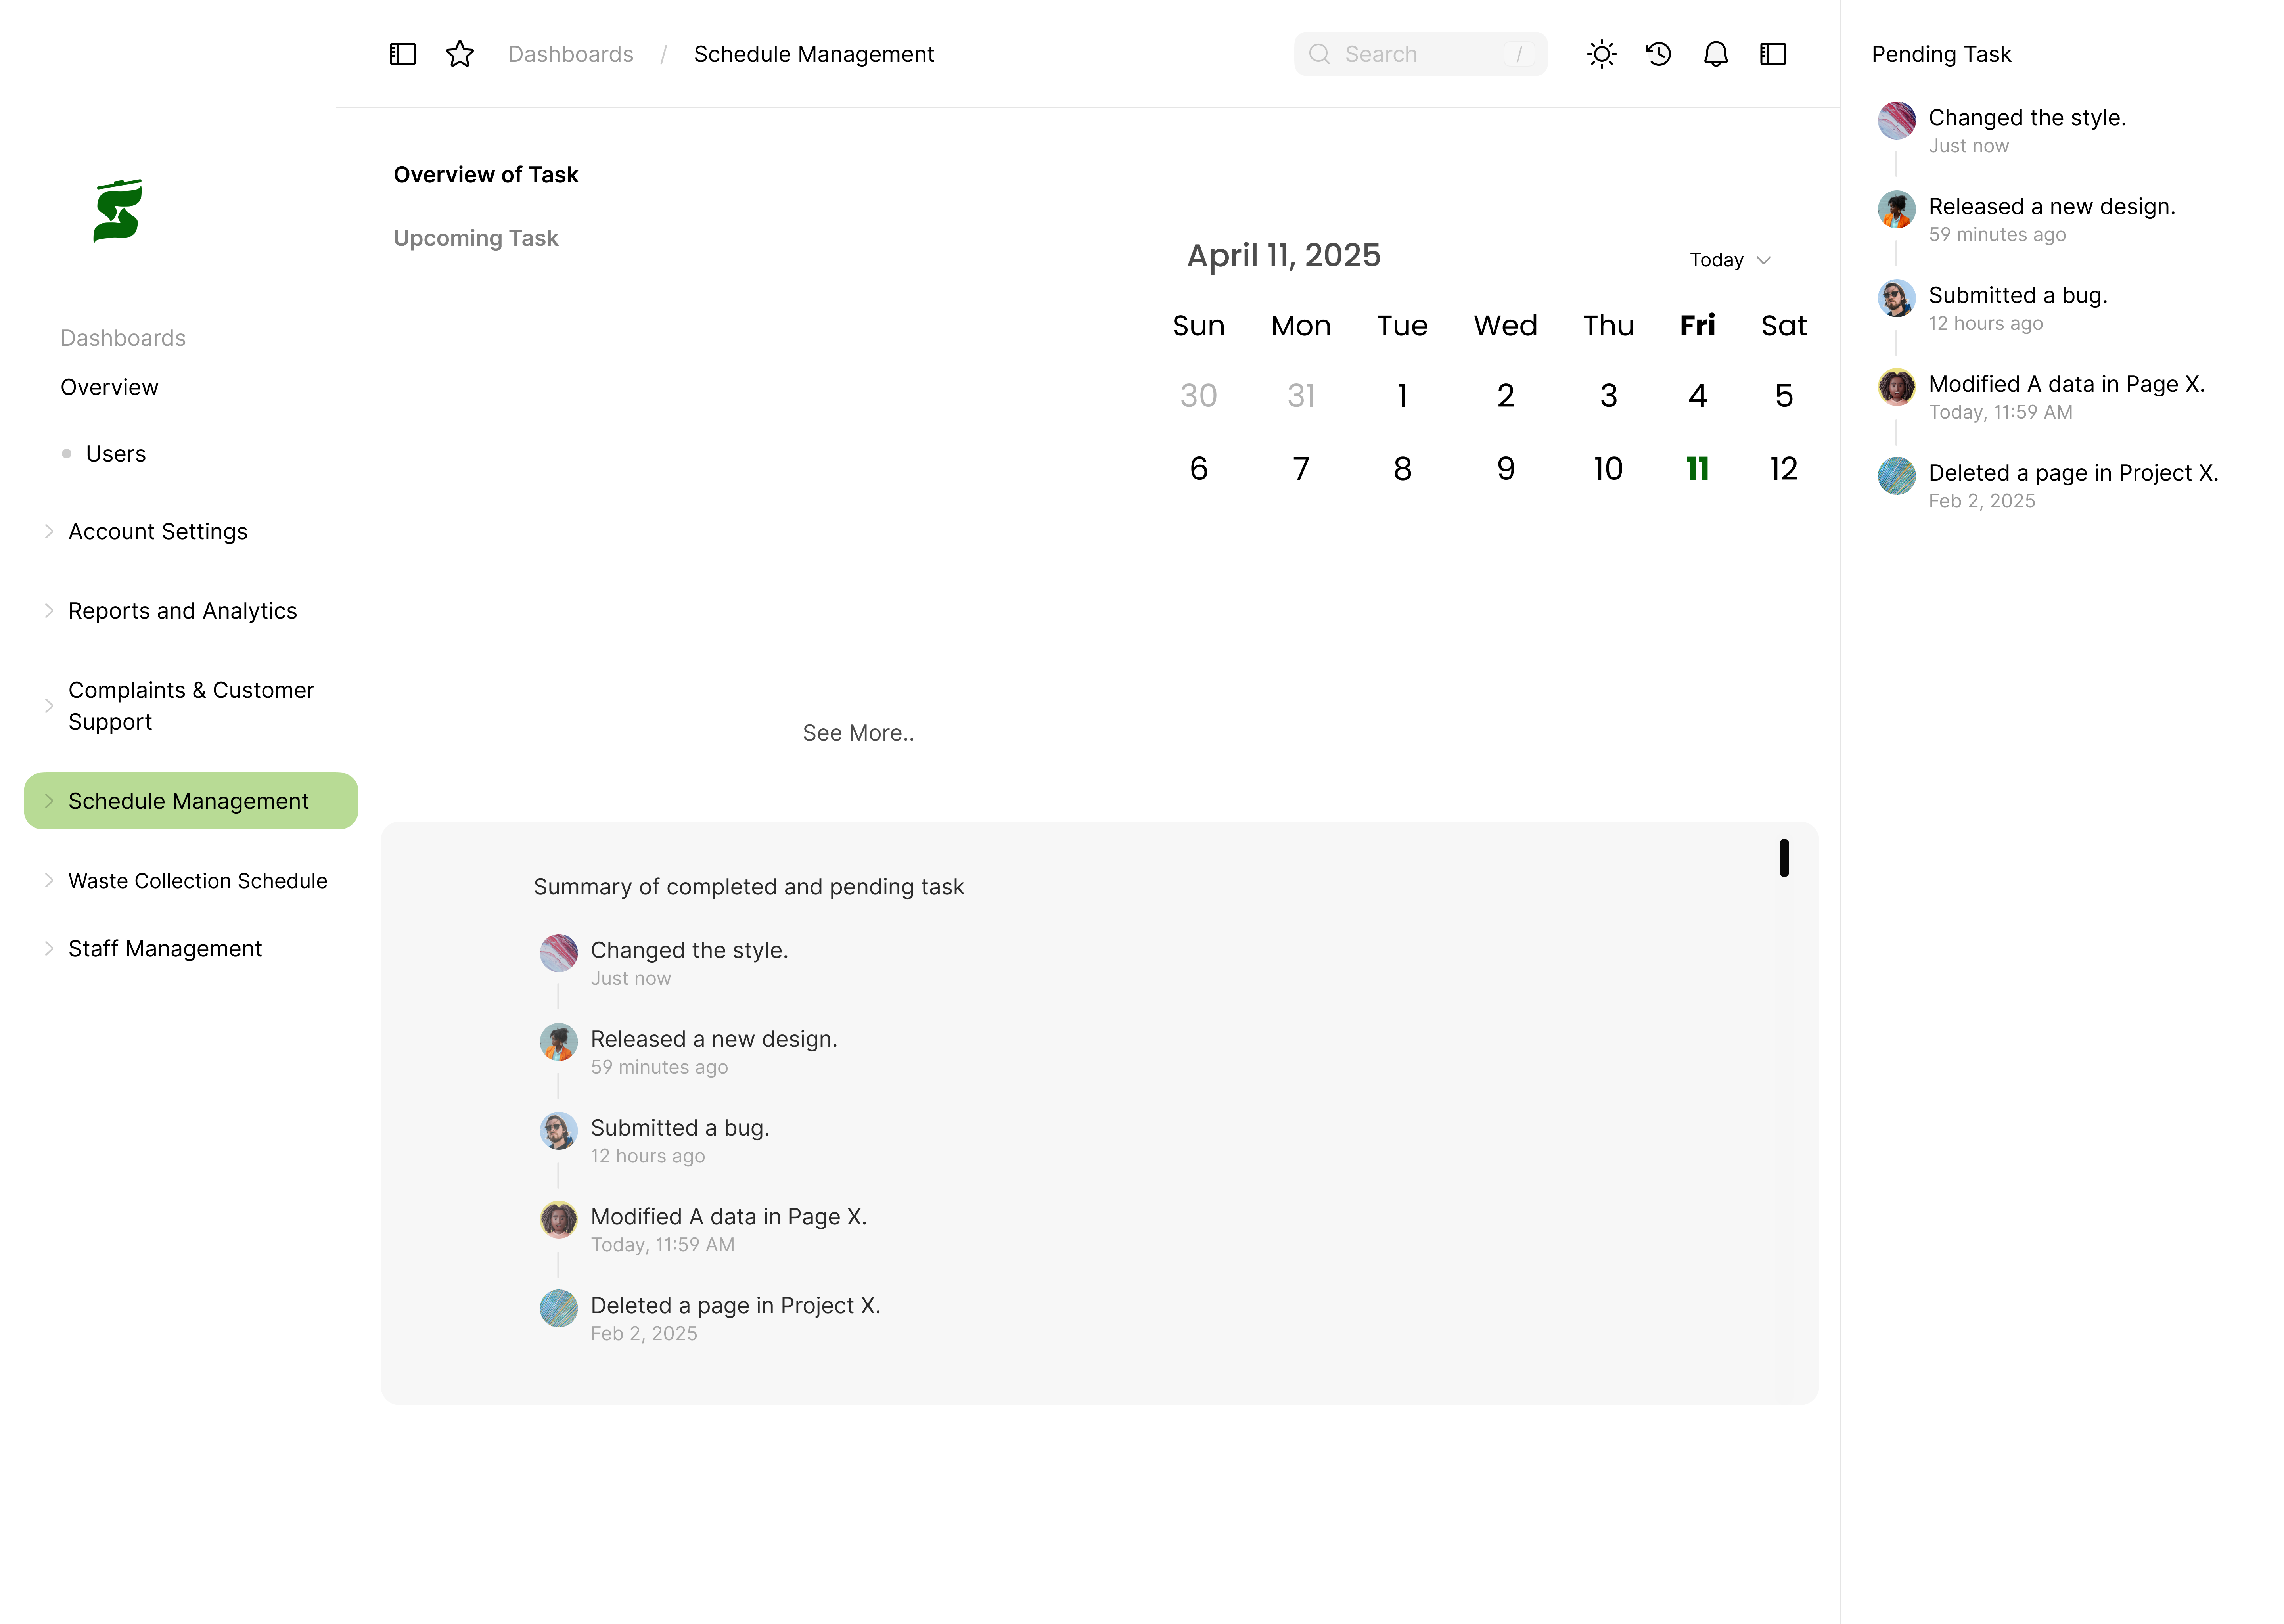 Dashboards / Schedule Management
Search /
Dashboards
Overview
Users
Account Settings
Reports and Analytics
Complaints & Customer
Support
Schedule Management
Waste Collection Schedule
Staff Management
Overview of Task
Upcoming Task
See More..
April 11, 2025
Today
Sun Mon Tue Wed Thu Fri Sat
30 31 1 2 3 4 5
6 7 8 9 10 11 12
Summary of completed and pending task
Changed the style.
Just now
Released a new design.
59 minutes ago
Submitted a bug.
12 hours ago
Modified A data in Page X.
Today, 11:59 AM
Deleted a page in Project X.
Feb 2, 2025
Pending Task
Changed the style.
Just now
Released a new design.
59 minutes ago
Submitted a bug.
12 hours ago
Modified A data in Page X.
Today, 11:59 AM
Deleted a page in Project X.
Feb 2, 2025